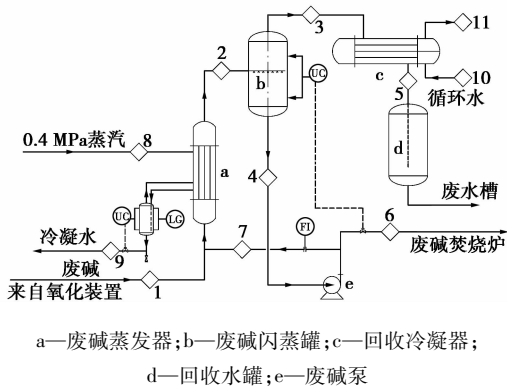 3
11
2
UC
b
c
10
5
循环水
0.4 MPa蒸汽
8
a
d
4
废水槽
UC
LG
6
FI
冷凝水
9
7
废碱焚烧炉
废碱
来自氧化装置
1
e
a—废碱蒸发器;b—废碱闪蒸罐;c—回收冷凝器;
d—回收水罐;e—废碱泵